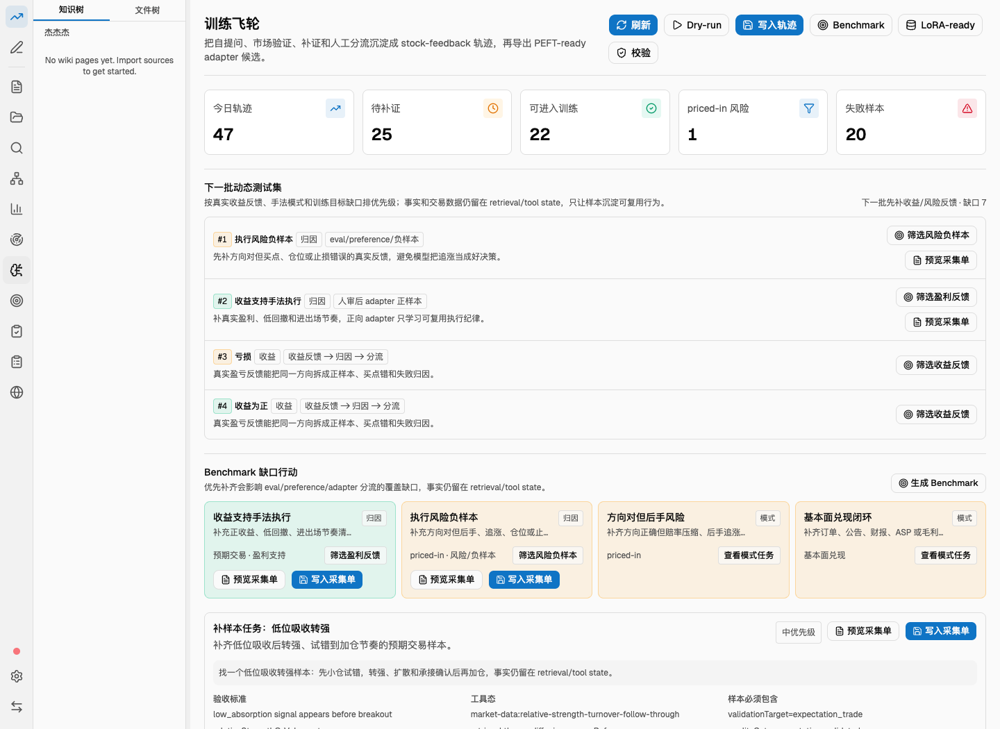 知识树
文件树
杰杰杰
No wiki pages yet. Import sources
to get started.
训练飞轮
把自提问、市场验证、补证和人工分流沉淀成 stock-feedback 轨迹，再导出 PEFT-ready
adapter 候选。
刷新
Dry-run
写入轨迹
Benchmark
LoRA-ready
校验
今日轨迹
47
待补证
25
可进入训练
22
priced-in 风险
1
失败样本
20
下一批动态测试集
按真实收益反馈、手法模式和训练目标缺口排优先级；事实和交易数据仍留在 retrieval/tool state，只让样本沉淀可复用行为。
下一批先补收益/风险反馈 · 缺口 7
#1 执行风险负样本 归因 eval/preference/负样本
先补方向对但买点、仓位或止损错误的真实反馈，避免模型把追涨当成好决策。
筛选风险负样本
预览采集单
#2 收益支持手法执行 归因 人审后 adapter 正样本
补真实盈利、低回撤和进出场节奏，正向 adapter 只学习可复用执行纪律。
筛选盈利反馈
预览采集单
#3 亏损 收益 收益反馈 -> 归因 -> 分流
真实盈亏反馈能把同一方向拆成正样本、买点错和失败归因。
筛选收益反馈
#4 收益为正 收益 收益反馈 -> 归因 -> 分流
真实盈亏反馈能把同一方向拆成正样本、买点错和失败归因。
筛选收益反馈
Benchmark 缺口行动
优先补齐会影响 eval/preference/adapter 分流的覆盖缺口，事实仍留在 retrieval/tool state。
生成 Benchmark
收益支持手法执行 归因
补充正收益、低回撤、进出场节奏清...
预期交易 · 盈利支持 筛选盈利反馈
预览采集单 写入采集单
执行风险负样本 归因
补充方向对但后手、追涨、仓位或止...
priced-in · 风险/负样本 筛选风险负样本
预览采集单 写入采集单
方向对但后手风险 模式
补齐方向正确但赔率压缩、后手追涨...
priced-in 查看模式任务
基本面兑现闭环 模式
补齐订单、公告、财报、ASP 或毛利...
基本面兑现 查看模式任务
补样本任务：低位吸收转强
补齐低位吸收后转强、试错到加仓节奏的预期交易样本。
中优先级
预览采集单
写入采集单
找一个低位吸收转强样本：先小仓试错，转强、扩散和承接确认后再加仓，事实仍留在 retrieval/tool state。
验收标准
low_absorption signal appears before breakout
工具态
market-data:relative-strength-turnover-follow-through
样本必须包含
validationTarget=expectation_trade